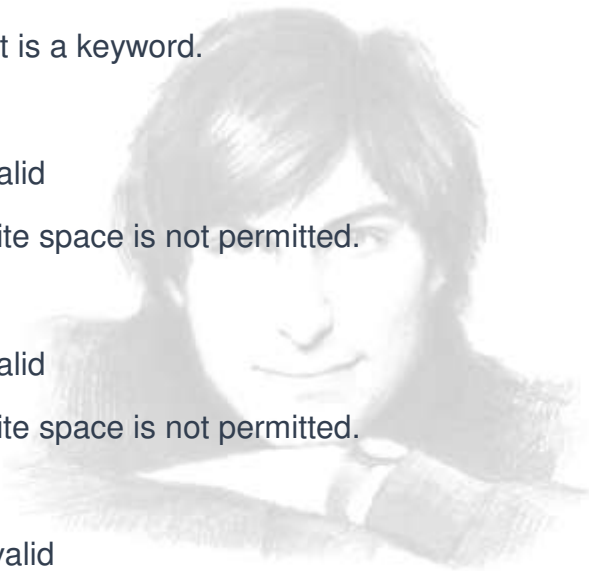 t is a keyword.
alid
ite space is not permitted.
alid
ite space is not permitted.
valid